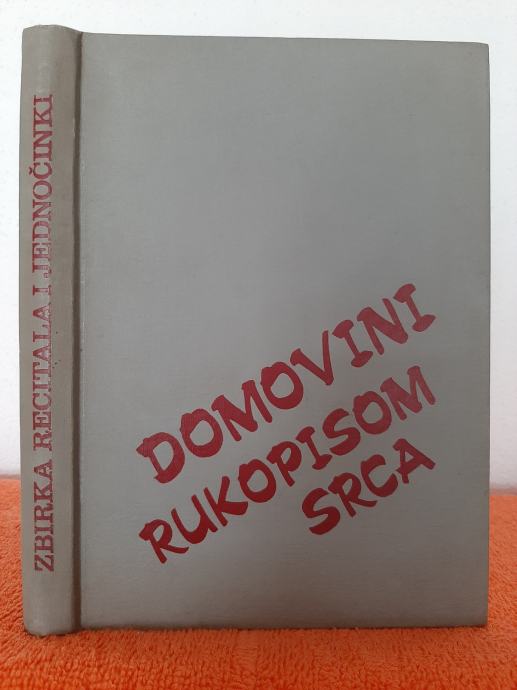 ZBIRKA RECITALA I JEDNOČINKI
DOMOVINI
RUKOPISOM
SRCA